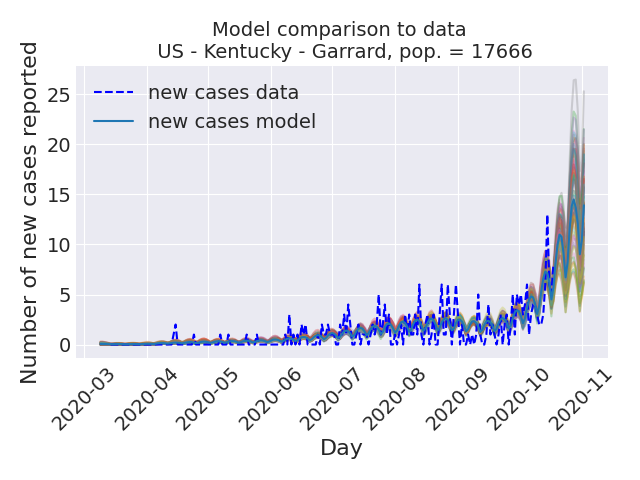 Model comparison to data
US - Kentucky - Garrard, pop. = 17666
Number of new cases reported
25
20
15
10
5
0
new cases data
new cases model
2020-03
2020-04
2020-05
2020-06
2020-07
2020-08
2020-09
2020-10
2020-11
Day